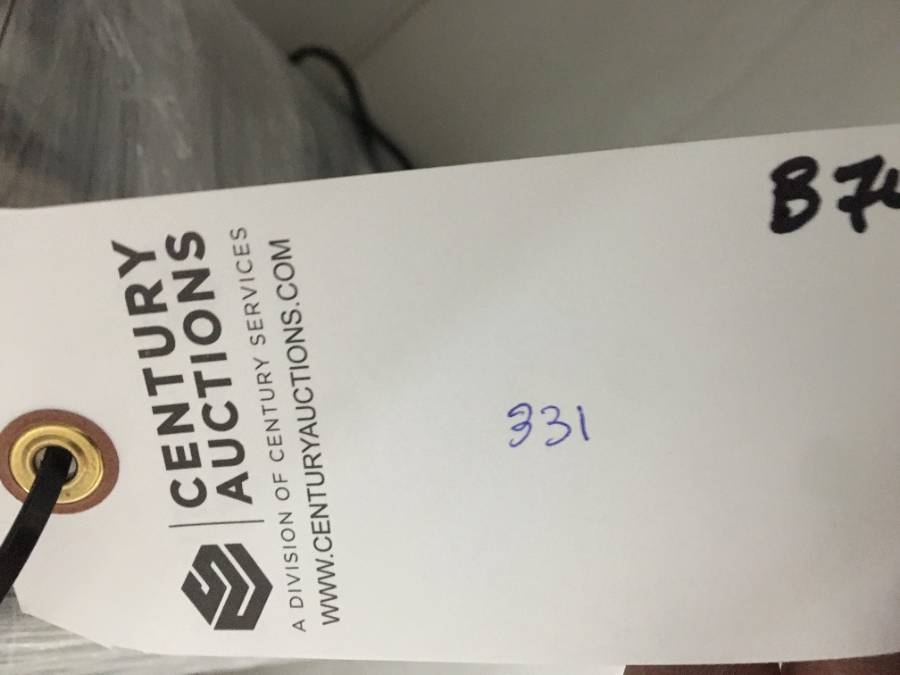 CENTURY
AUCTIONS
A DIVISION OF CENTURY SERVICES
WWW.CENTURYAUCTIONS.COM
331